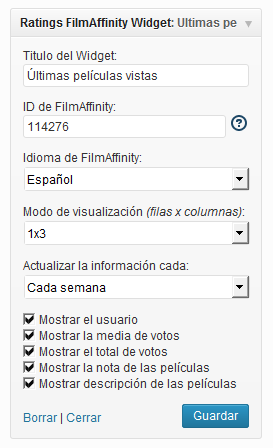 Ratings FilmAffinity Widget: Ultimas pe
Titulo del Widget:
Últimas películas vistas
ID de FilmAffinity:
114276
?
Idioma de FilmAffinity:
Español
Modo de visualización (filas x columnas):
1x3
Actualizar la información cada:
Cada semana
Mostrar el usuario
Mostrar la media de votos
Mostrar el total de votos
Mostrar la nota de las películas
Mostrar descripción de las películas
Borrar | Cerrar
Guardar